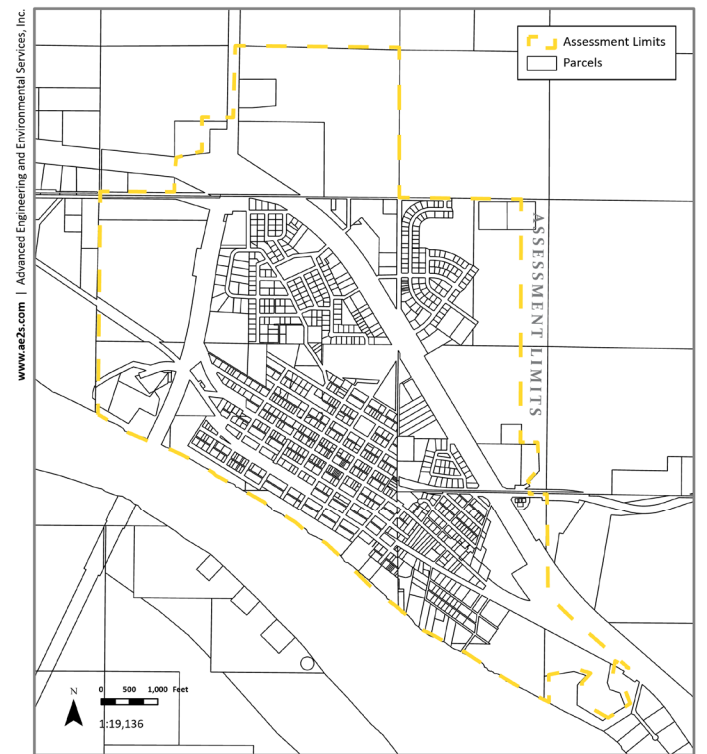 www.ae2s.com | Advanced Engineering and Environmental Services, Inc.
Assessment Limits
Parcels
ASSESSMENT LIMITS
N
0 500 1,000 Feet
1:19,136